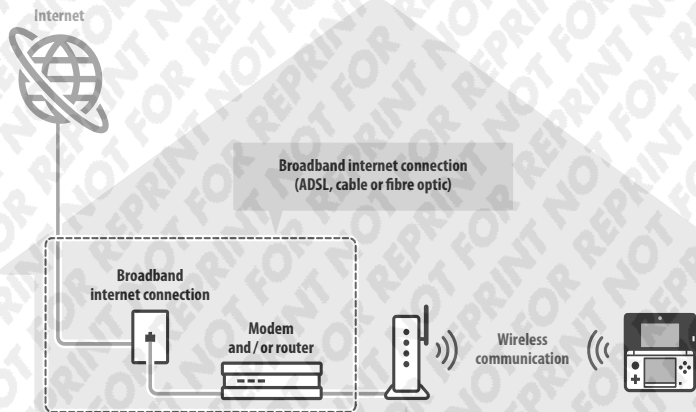 Internet
Broadband internet connection
(ADSL, cable or fibre optic)
Broadband
internet connection
Modem
and / or router
Wireless
communication
NOT FOR REPRINT